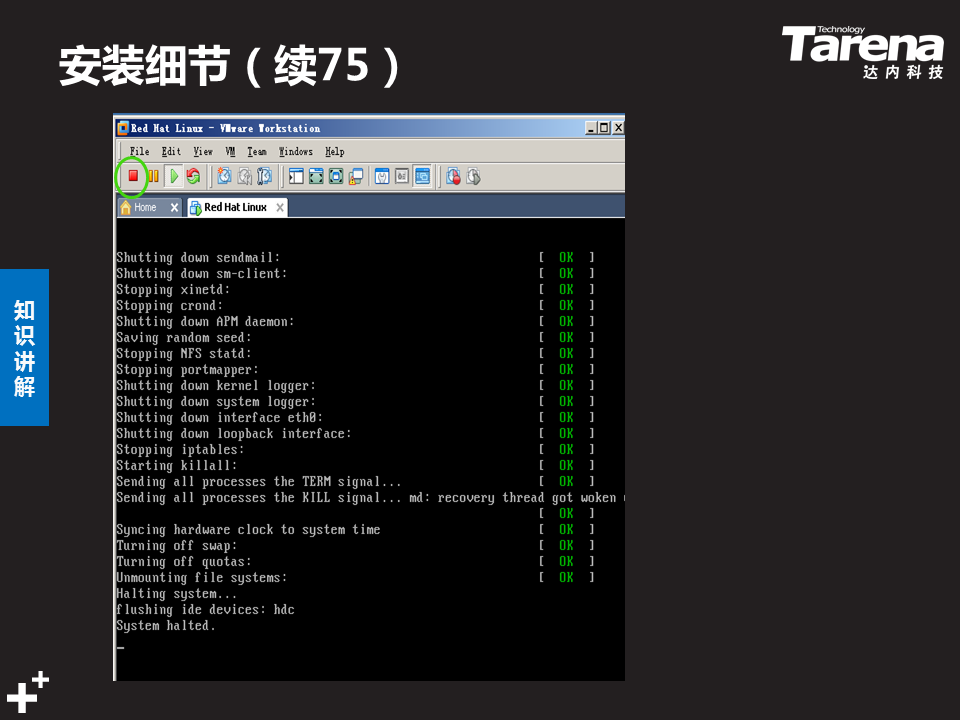 安装细节（续75）
Technology
Tarena
达内科技
Red Hat Linux - VMware Workstation
File Edit View VM Team Windows Help
Home Red Hat Linux
Shutting down sendmail: [ OK ]
Shutting down sm-client: [ OK ]
Stopping xinetd: [ OK ]
Stopping crond: [ OK ]
Shutting down APM daemon: [ OK ]
Saving random seed: [ OK ]
Stopping NFS statd: [ OK ]
Stopping portmapper: [ OK ]
Shutting down kernel logger: [ OK ]
Shutting down system logger: [ OK ]
Shutting down interface eth0: [ OK ]
Shutting down loopback interface: [ OK ]
Stopping iptables: [ OK ]
Starting killall: [ OK ]
Sending all processes the TERM signal... [ OK ]
Sending all processes the KILL signal... md: recovery thread got woken
[ OK ]
Syncing hardware clock to system time [ OK ]
Turning off swap: [ OK ]
Turning off quotas: [ OK ]
Unmounting file systems: [ OK ]
Halting system...
flushing ide devices: hdc
System halted.
知识讲解